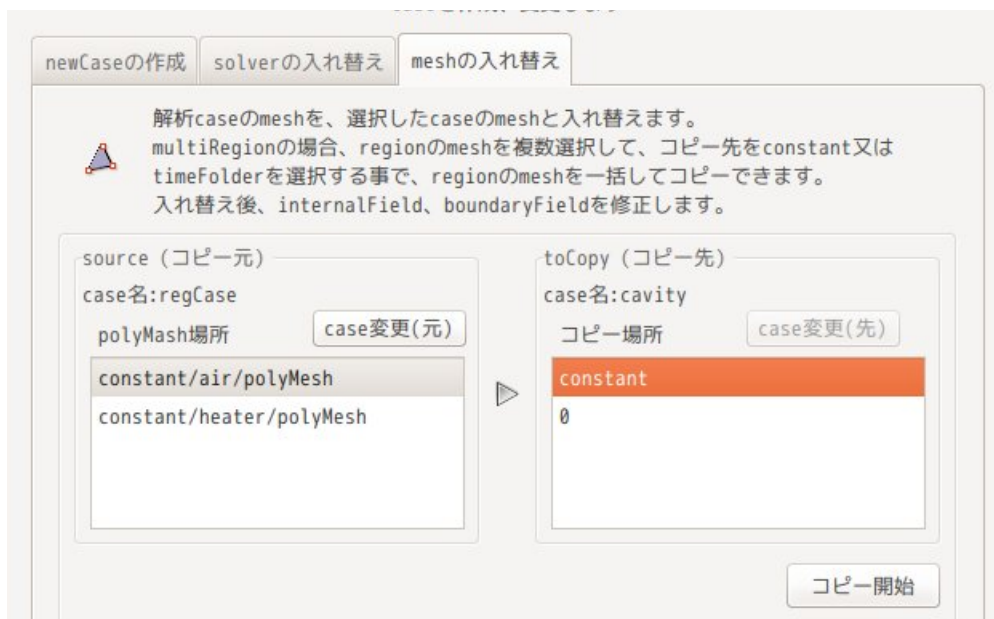 newCaseの作成
solverの入れ替え
meshの入れ替え
解析caseのmeshを、選択したcaseのmeshと入れ替えます。
multiRegionの場合、regionのmeshを複数選択して、コピー先をconstant又は
timeFolderを選択する事で、regionのmeshを一括してコピーできます。
入れ替え後、internalField、boundaryFieldを修正します。
source (コピー元)
case名:regCase
polyMash場所
case変更(元)
constant/air/polyMesh
constant/heater/polyMesh
toCopy (コピー先)
case名:cavity
コピー場所
case変更(先)
constant
0
コピー開始